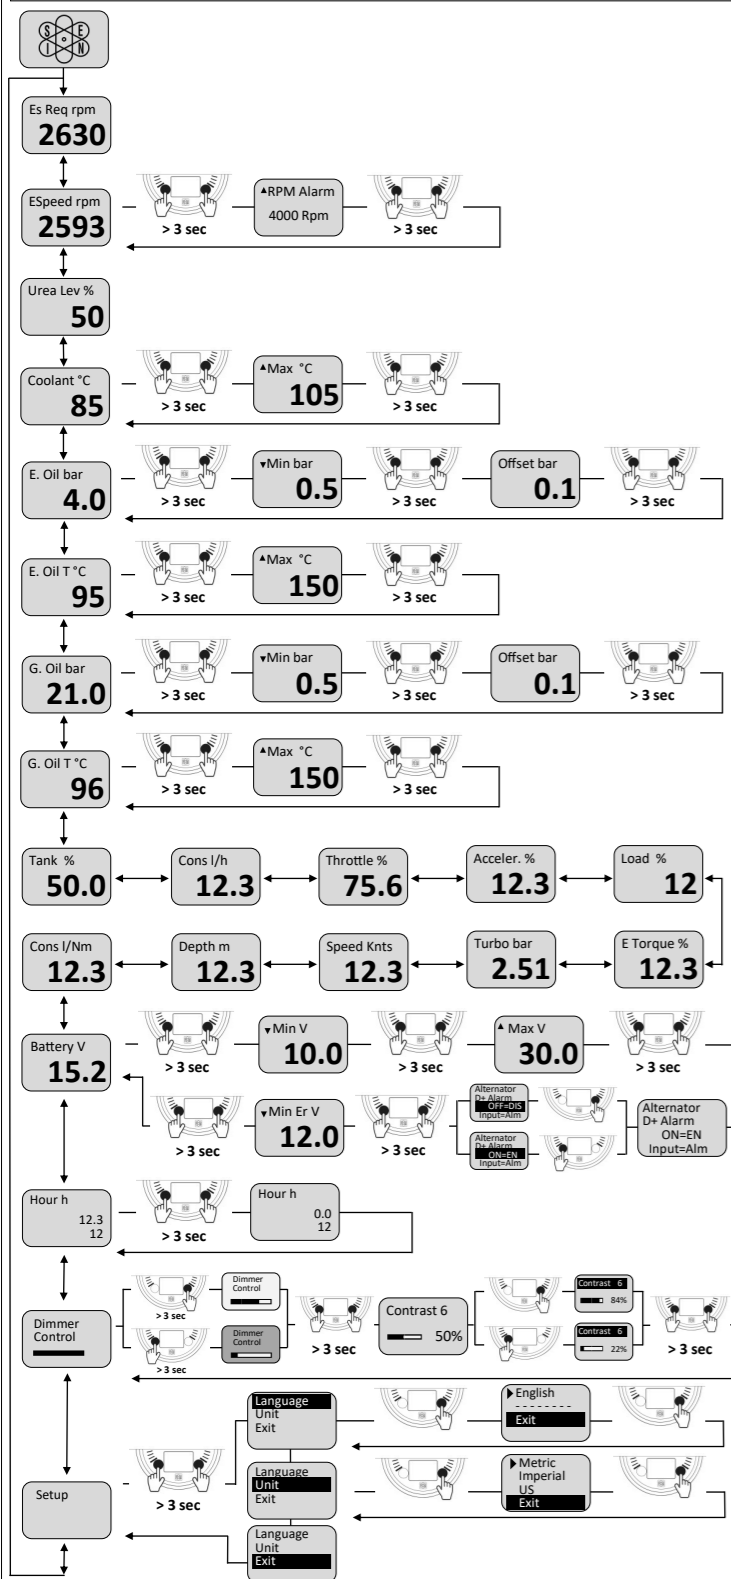 S E
I N
Es Req rpm
2630
ESpeed rpm
2593
> 3 sec
▲RPM Alarm
4000 Rpm
> 3 sec
Urea Lev %
50
Coolant °C
85
> 3 sec
▲Max °C
105
> 3 sec
E. Oil bar
4.0
> 3 sec
▼Min bar
0.5
> 3 sec
Offset bar
0.1
> 3 sec
E. Oil T °C
95
> 3 sec
▲Max °C
150
> 3 sec
G. Oil bar
21.0
> 3 sec
▼Min bar
0.5
> 3 sec
Offset bar
0.1
> 3 sec
G. Oil T °C
96
> 3 sec
▲Max °C
150
> 3 sec
Tank %
50.0
Cons l/h
12.3
Throttle %
75.6
Acceler. %
12.3
Load %
12
Cons l/Nm
12.3
Depth m
12.3
Speed Knts
12.3
Turbo bar
2.51
E Torque %
12.3
Battery V
15.2
> 3 sec
▼Min V
10.0
> 3 sec
▲ Max V
30.0
> 3 sec
> 3 sec
▼Min Er V
12.0
> 3 sec
Alternator
D+ Alarm
OFF=DIS
Input=Alm
Alternator
D+ Alarm
ON=EN
Input=Alm
Alternator
D+ Alarm
ON=EN
Input=Alm
Hour h
12.3
12
> 3 sec
Hour h
0.0
12
Dimmer
Control
> 3 sec
Dimmer
Control
> 3 sec
Dimmer
Control
> 3 sec
Contrast 6
50%
Contrast 6
84%
Contrast 6
22%
> 3 sec
Setup
> 3 sec
Language
Unit
Exit
▶English
- - - - - - - -
Exit
Language
Unit
Exit
▶Metric
Imperial
US
Exit
Language
Unit
Exit